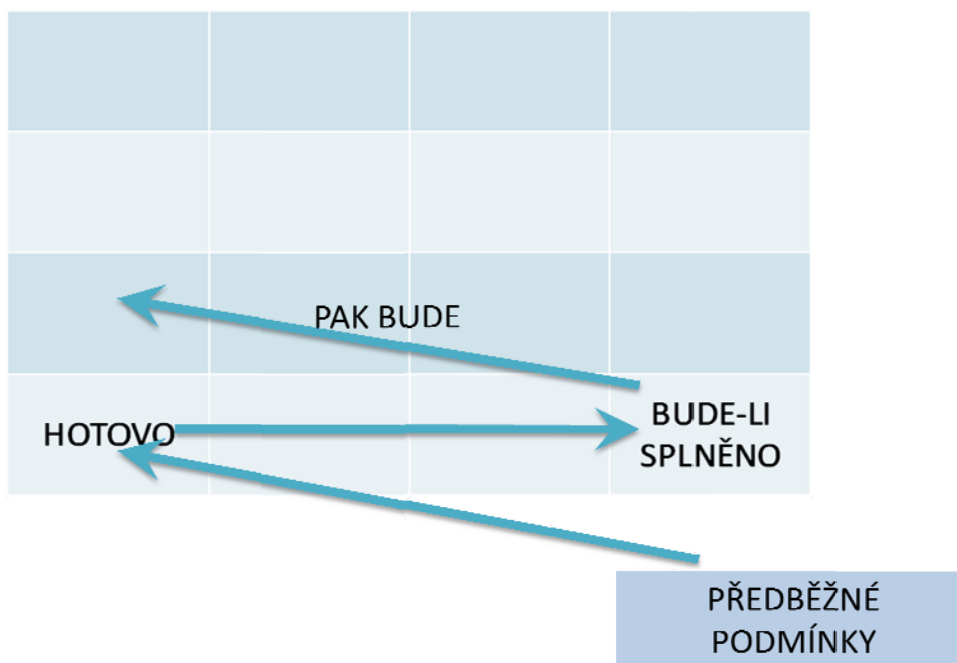 PAK BUDE
HOTOVO
BUDE-LI
SPLNĚNO
PŘEDBĚŽNÉ
PODMÍNKY